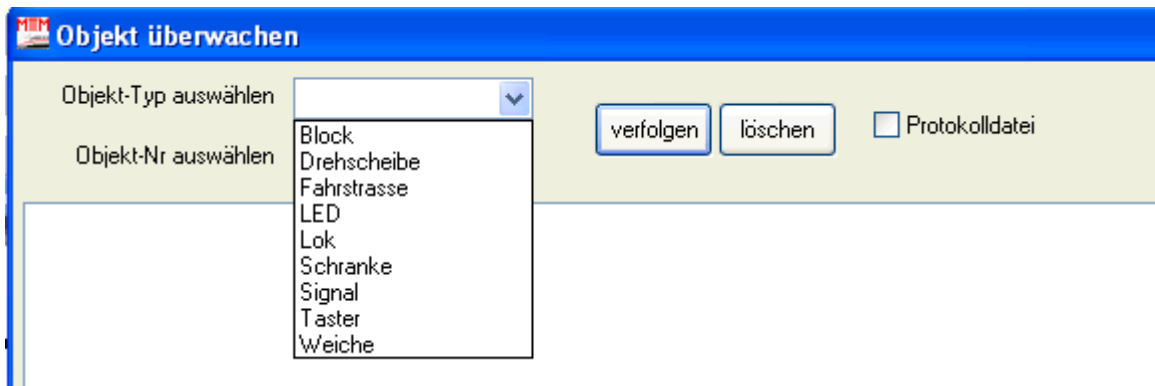 Objekt überwachen
Objekt-Typ auswählen
verfolgen löschen Protokolldatei
Objekt-Nr auswählen
Block
Drehscheibe
Fahrstrasse
LED
Lok
Schranke
Signal
Taster
Weiche